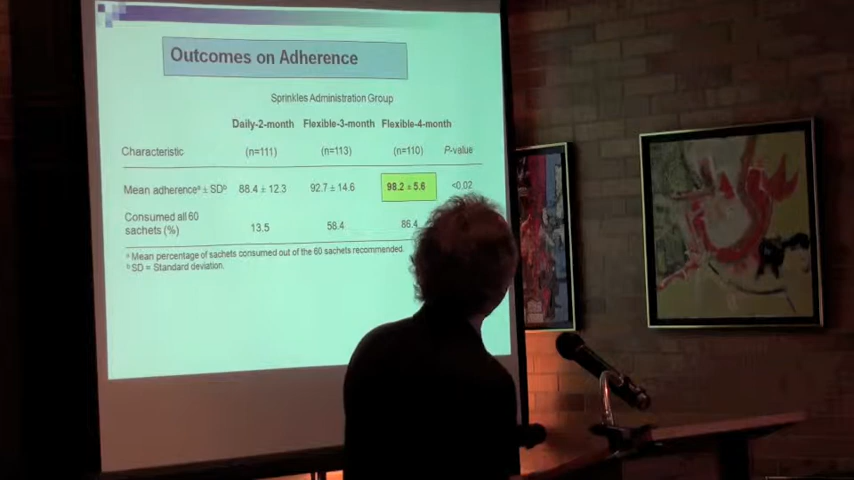 Outcomes on Adherence
Sprinkles Administration Group
Daily-2-month Flexible-3-month Flexible-4-month
Characteristic (n=111) (n=113) (n=110) P-value
Mean adherenceᵃ ± SDᵇ 88.4 ± 12.3 92.7 ± 14.6 98.2 ± 5.6 <0.02
Consumed all 60
sachets (%) 13.5 58.4 86.4
ᵃ Mean percentage of sachets consumed out of the 60 sachets recommended.
ᵇ SD = Standard deviation.